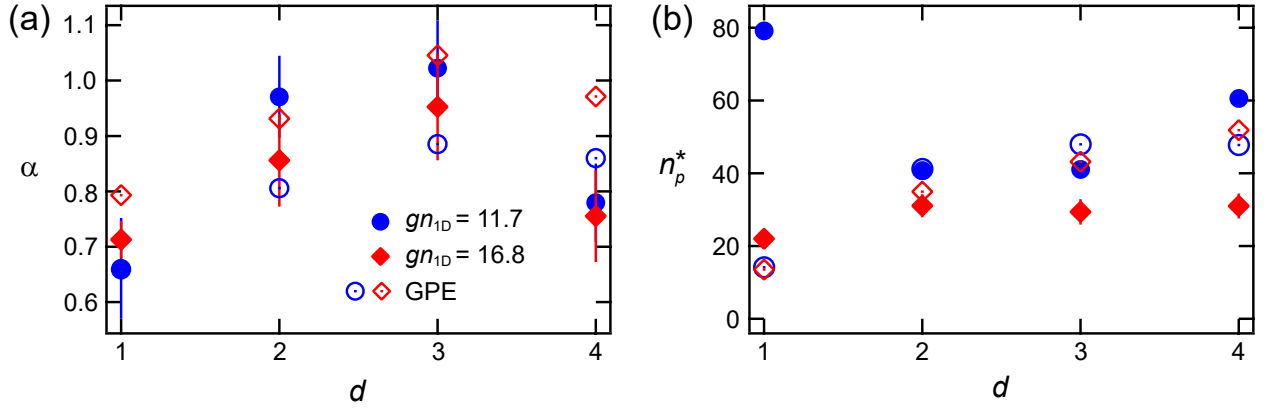 (a)
1.1
1.0
0.9
0.8
0.7
0.6
α
gn1D = 11.7
gn1D = 16.8
GPE
1 2 3 4
d
(b)
80
60
40
20
0
n*p
1 2 3 4
d